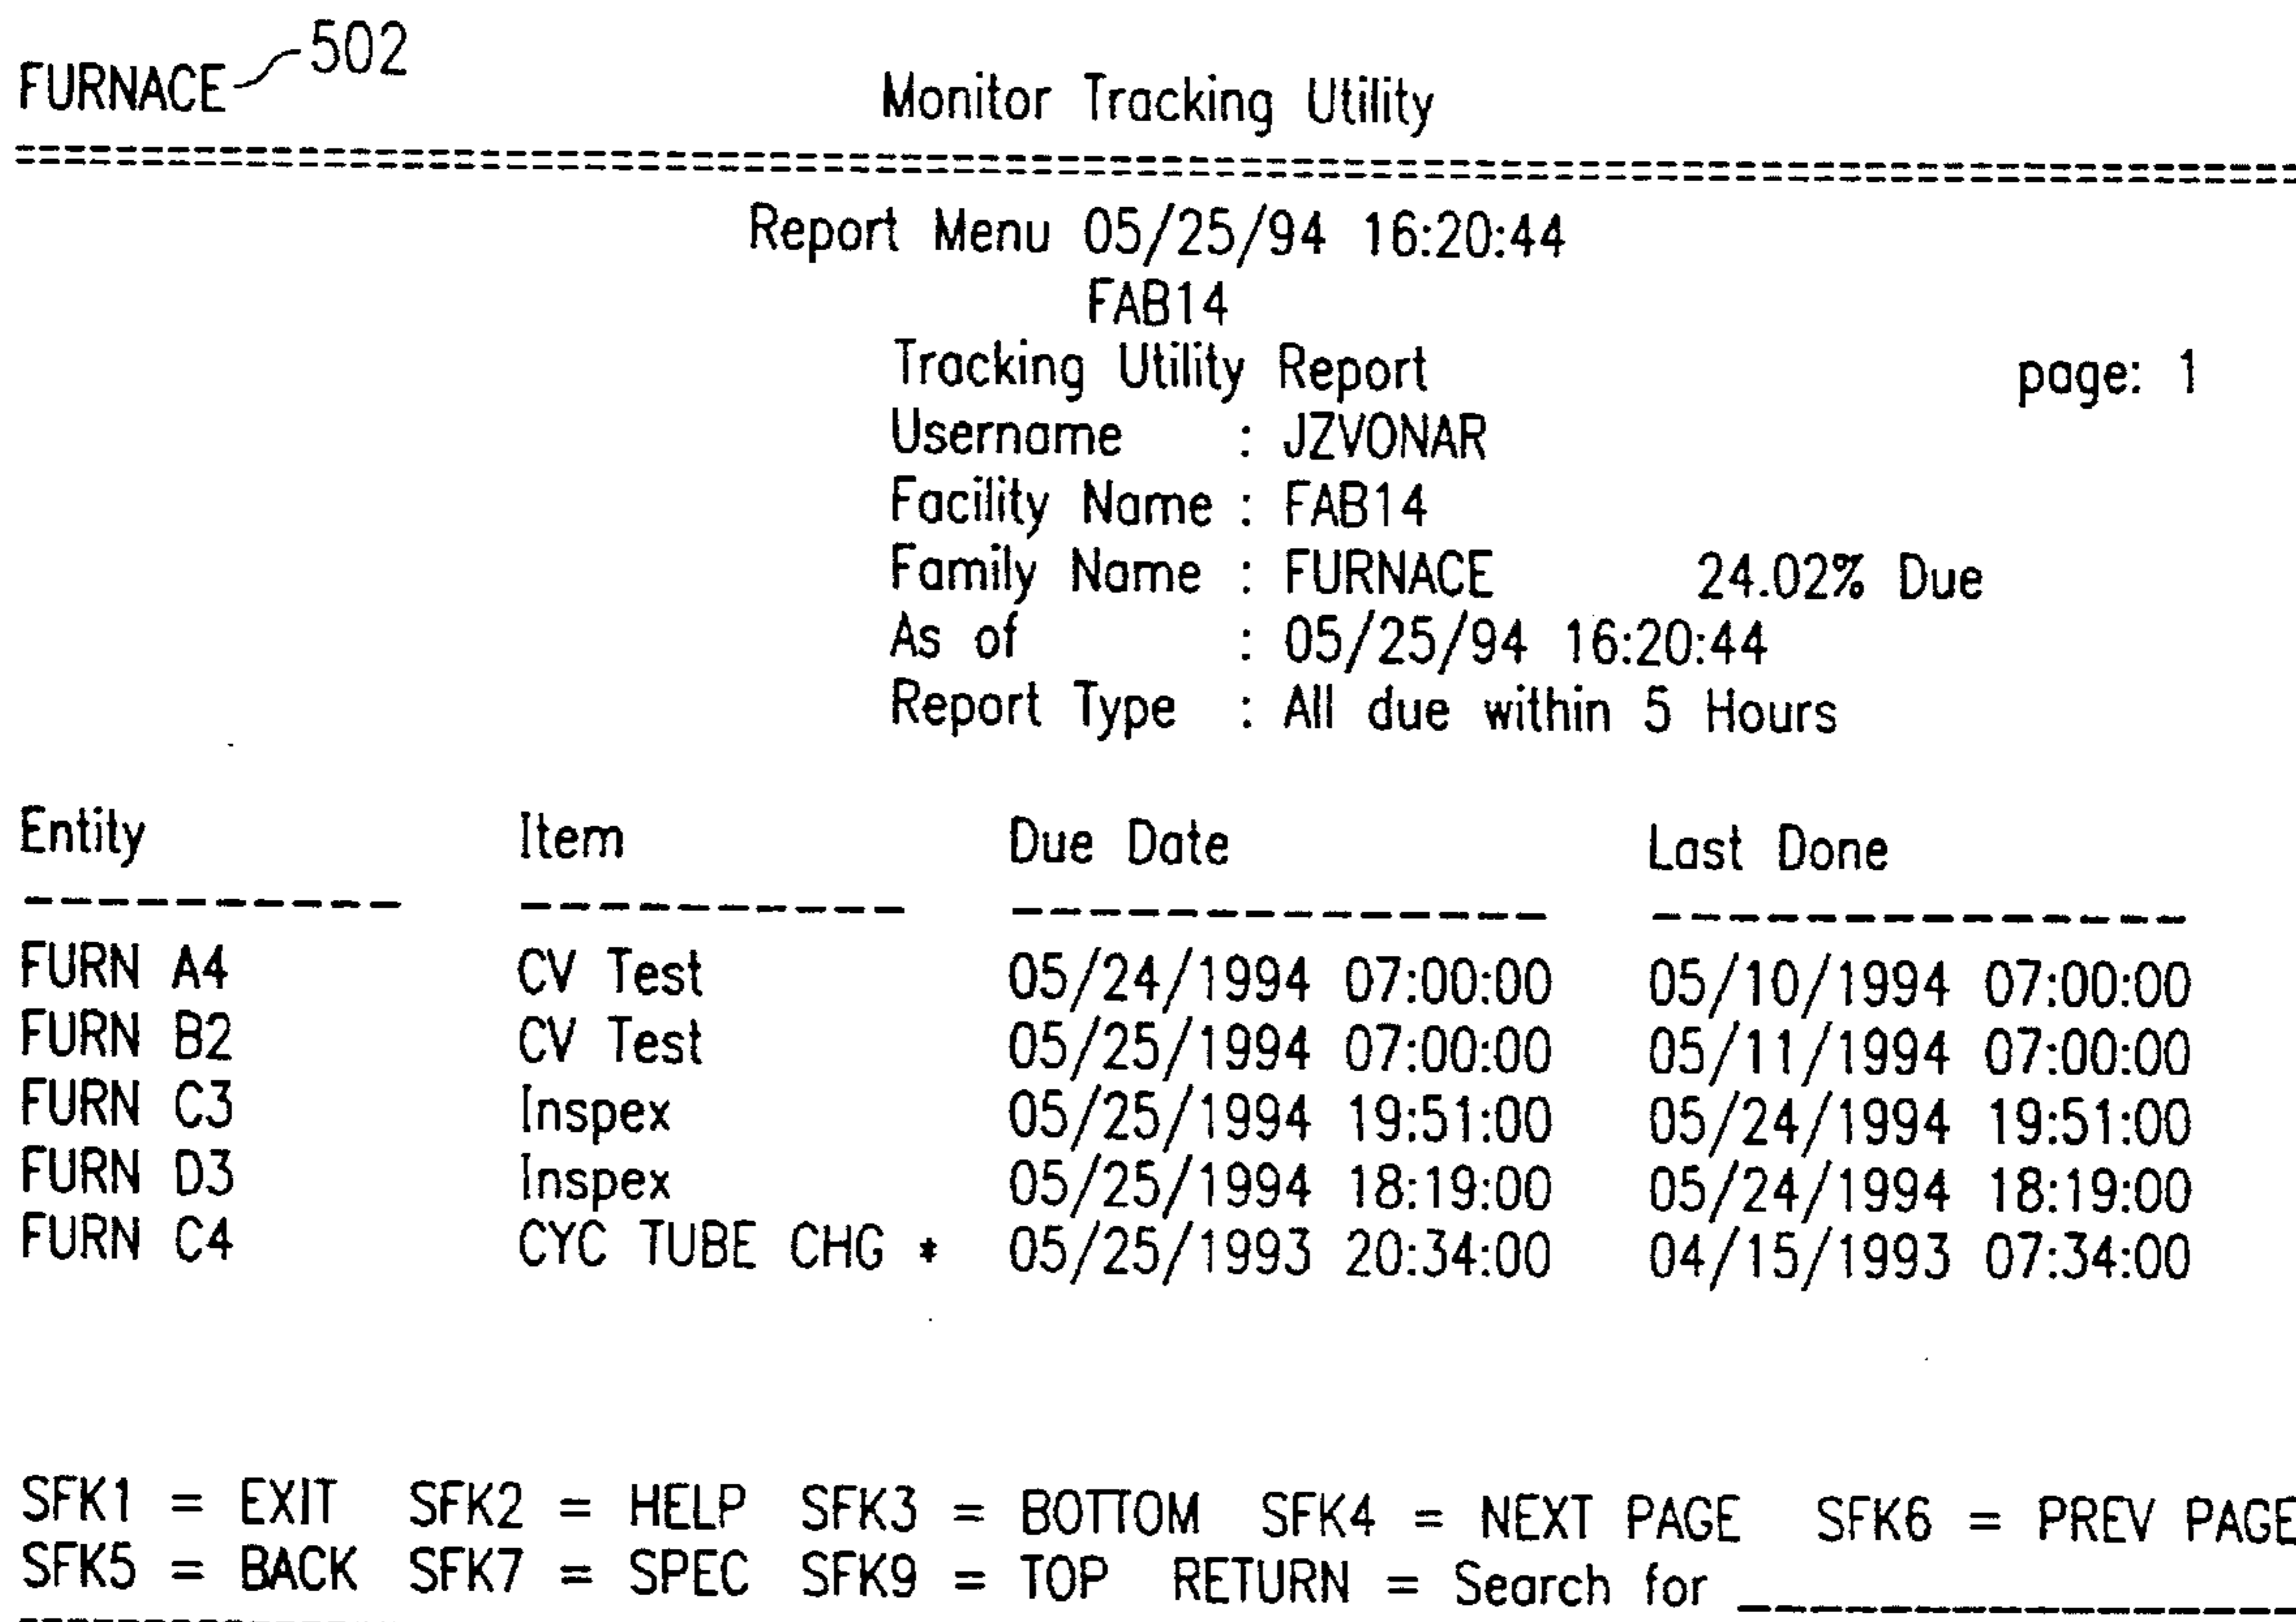 FURNACE 502
Monitor Tracking Utility
================================================================
Report Menu 05/25/94 16:20:44
FAB14
Tracking Utility Report page: 1
Username : JZVONAR
Facility Name : FAB14
Family Name : FURNACE 24.02% Due
As of : 05/25/94 16:20:44
Report Type : All due within 5 Hours
Entity Item Due Date Last Done
---------- ---------- -------------- --------------
FURN A4 CV Test 05/24/1994 07:00:00 05/10/1994 07:00:00
FURN B2 CV Test 05/25/1994 07:00:00 05/11/1994 07:00:00
FURN C3 Inspex 05/25/1994 19:51:00 05/24/1994 19:51:00
FURN D3 Inspex 05/25/1994 18:19:00 05/24/1994 18:19:00
FURN C4 CYC TUBE CHG * 05/25/1993 20:34:00 04/15/1993 07:34:00
SFK1 = EXIT SFK2 = HELP SFK3 = BOTTOM SFK4 = NEXT PAGE SFK6 = PREV PAGE
SFK5 = BACK SFK7 = SPEC SFK9 = TOP RETURN = Search for _______________